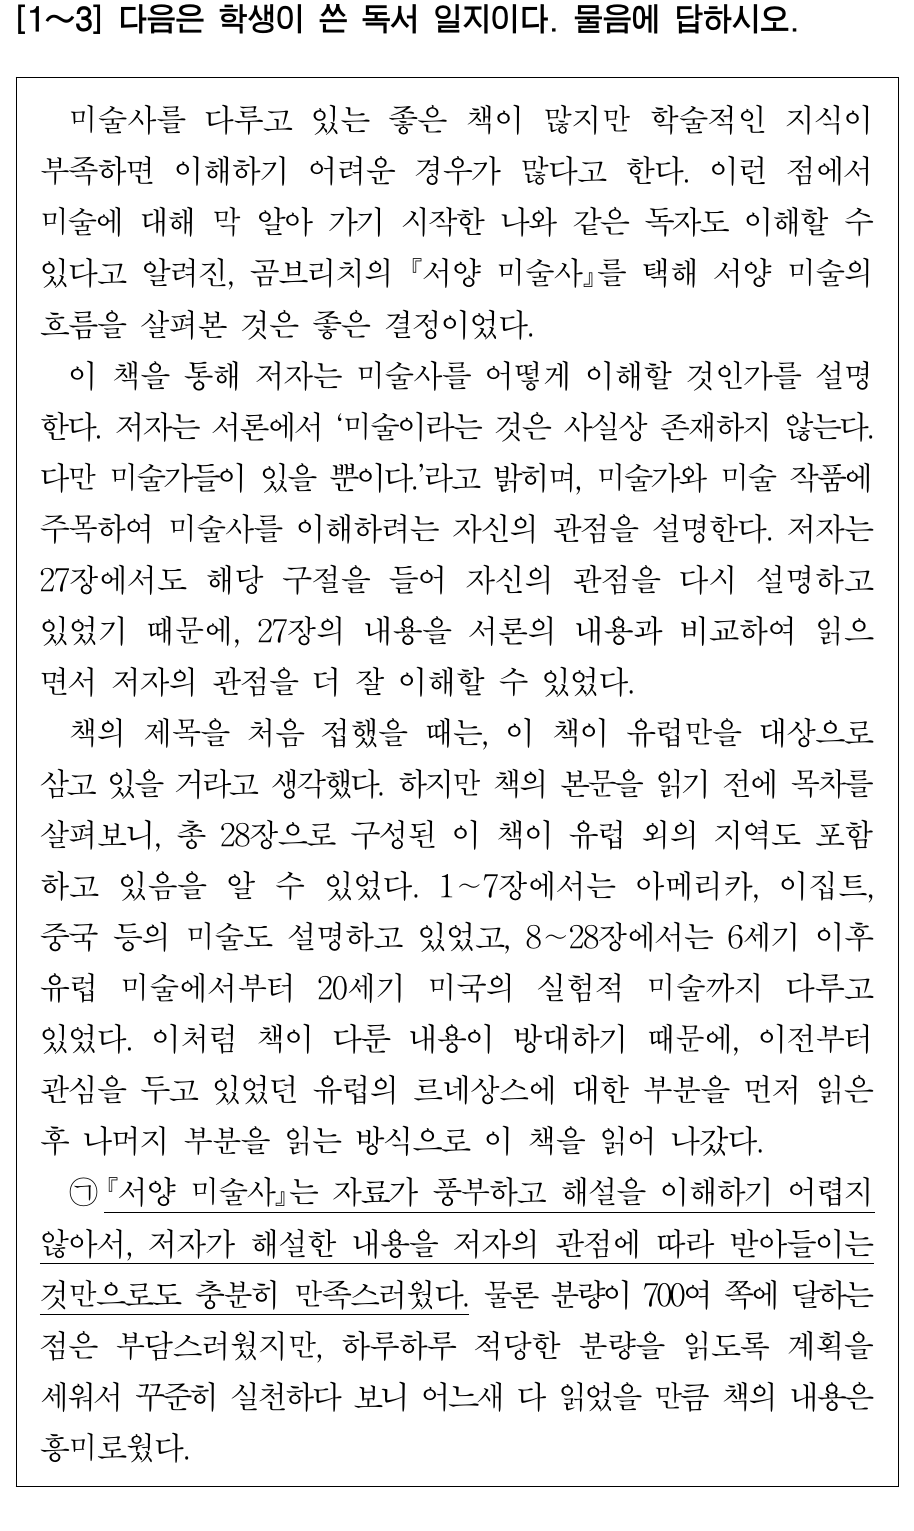 [1～3] 다음은 학생이 쓴 독서 일지이다. 물음에 답하시오.
미술사를 다루고 있는 좋은 책이 많지만 학술적인 지식이
부족하면 이해하기 어려운 경우가 많다고 한다. 이런 점에서
미술에 대해 막 알아 가기 시작한 나와 같은 독자도 이해할 수
있다고 알려진, 곰브리치의 『서양 미술사』를 택해 서양 미술의
흐름을 살펴본 것은 좋은 결정이었다.
이 책을 통해 저자는 미술사를 어떻게 이해할 것인가를 설명
한다. 저자는 서론에서 ‘미술이라는 것은 사실상 존재하지 않는다.
다만 미술가들이 있을 뿐이다.’라고 밝히며, 미술가와 미술 작품에
주목하여 미술사를 이해하려는 자신의 관점을 설명한다. 저자는
27장에서도 해당 구절을 들어 자신의 관점을 다시 설명하고
있었기 때문에, 27장의 내용을 서론의 내용과 비교하여 읽으
면서 저자의 관점을 더 잘 이해할 수 있었다.
책의 제목을 처음 접했을 때는, 이 책이 유럽만을 대상으로
삼고 있을 거라고 생각했다. 하지만 책의 본문을 읽기 전에 목차를
살펴보니, 총 28장으로 구성된 이 책이 유럽 외의 지역도 포함
하고 있음을 알 수 있었다. 1～7장에서는 아메리카, 이집트,
중국 등의 미술도 설명하고 있었고, 8～28장에서는 6세기 이후
유럽 미술에서부터 20세기 미국의 실험적 미술까지 다루고
있었다. 이처럼 책이 다룬 내용이 방대하기 때문에, 이전부터
관심을 두고 있었던 유럽의 르네상스에 대한 부분을 먼저 읽은
후 나머지 부분을 읽는 방식으로 이 책을 읽어 나갔다.
㉠『서양 미술사』는 자료가 풍부하고 해설을 이해하기 어렵지
않아서, 저자가 해설한 내용을 저자의 관점에 따라 받아들이는
것만으로도 충분히 만족스러웠다. 물론 분량이 700여 쪽에 달하는
점은 부담스러웠지만, 하루하루 적당한 분량을 읽도록 계획을
세워서 꾸준히 실천하다 보니 어느새 다 읽었을 만큼 책의 내용은
흥미로웠다.